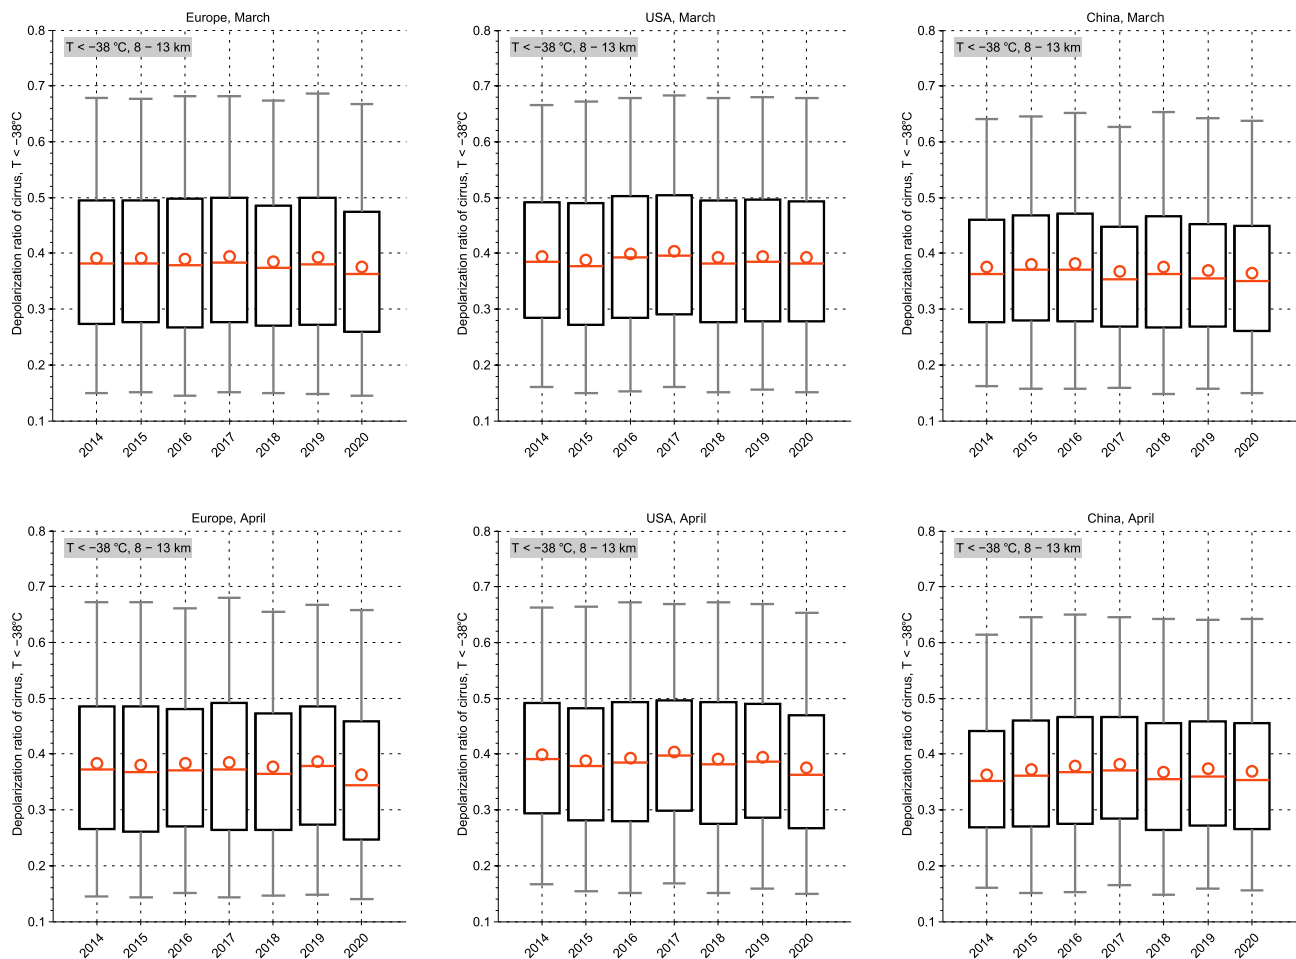 Europe, March
T < −38 °C, 8 − 13 km
Depolarization ratio of cirrus, T < −38°C
0.8
0.7
0.6
0.5
0.4
0.3
0.2
0.1
2014 2015 2016 2017 2018 2019 2020
USA, March
T < −38 °C, 8 − 13 km
Depolarization ratio of cirrus, T < −38°C
0.8
0.7
0.6
0.5
0.4
0.3
0.2
0.1
2014 2015 2016 2017 2018 2019 2020
China, March
T < −38 °C, 8 − 13 km
Depolarization ratio of cirrus, T < −38°C
0.8
0.7
0.6
0.5
0.4
0.3
0.2
0.1
2014 2015 2016 2017 2018 2019 2020
Europe, April
T < −38 °C, 8 − 13 km
Depolarization ratio of cirrus, T < −38°C
0.8
0.7
0.6
0.5
0.4
0.3
0.2
0.1
2014 2015 2016 2017 2018 2019 2020
USA, April
T < −38 °C, 8 − 13 km
Depolarization ratio of cirrus, T < −38°C
0.8
0.7
0.6
0.5
0.4
0.3
0.2
0.1
2014 2015 2016 2017 2018 2019 2020
China, April
T < −38 °C, 8 − 13 km
Depolarization ratio of cirrus, T < −38°C
0.8
0.7
0.6
0.5
0.4
0.3
0.2
0.1
2014 2015 2016 2017 2018 2019 2020